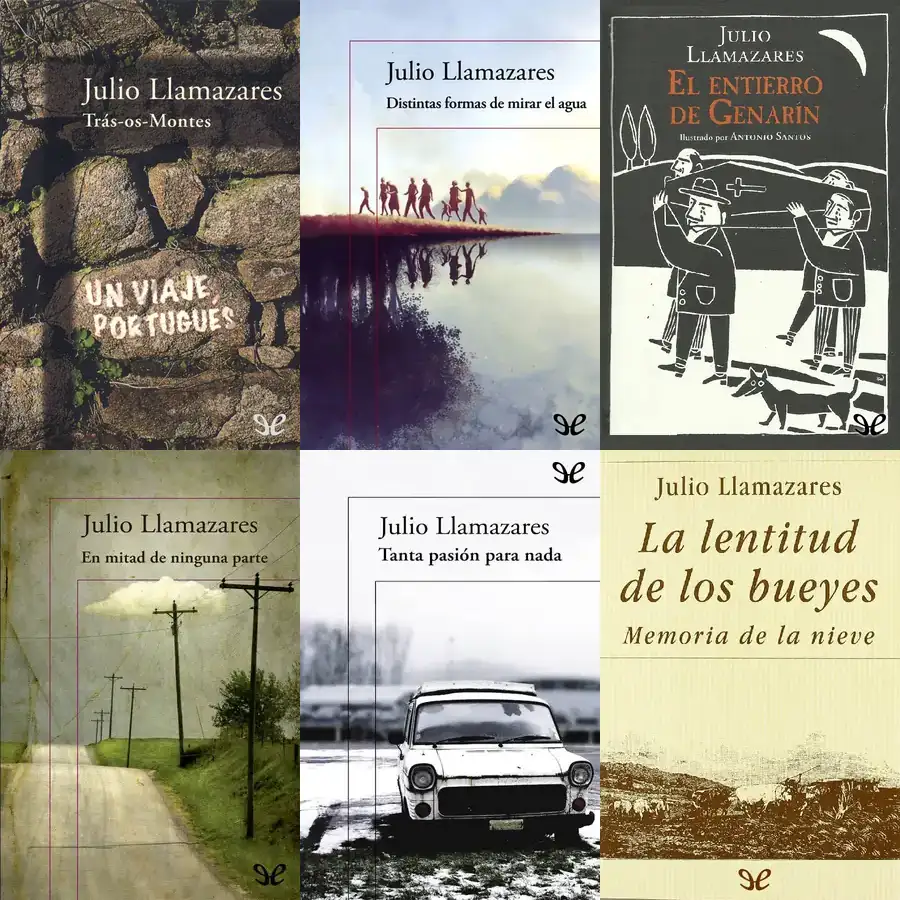 Julio Llamazares
Trás-os-Montes
UN VIAJE
PORTUGUES
Julio Llamazares
Distintas formas de mirar el agua
JULIO
LLAMAZARES
EL ENTIERRO
DE GENARÍN
Ilustrado por ANTONIO SANTOS
Julio Llamazares
En mitad de ninguna parte
Julio Llamazares
Tanta pasión para nada
Julio Llamazares
La lentitud
de los bueyes
Memoria de la nieve